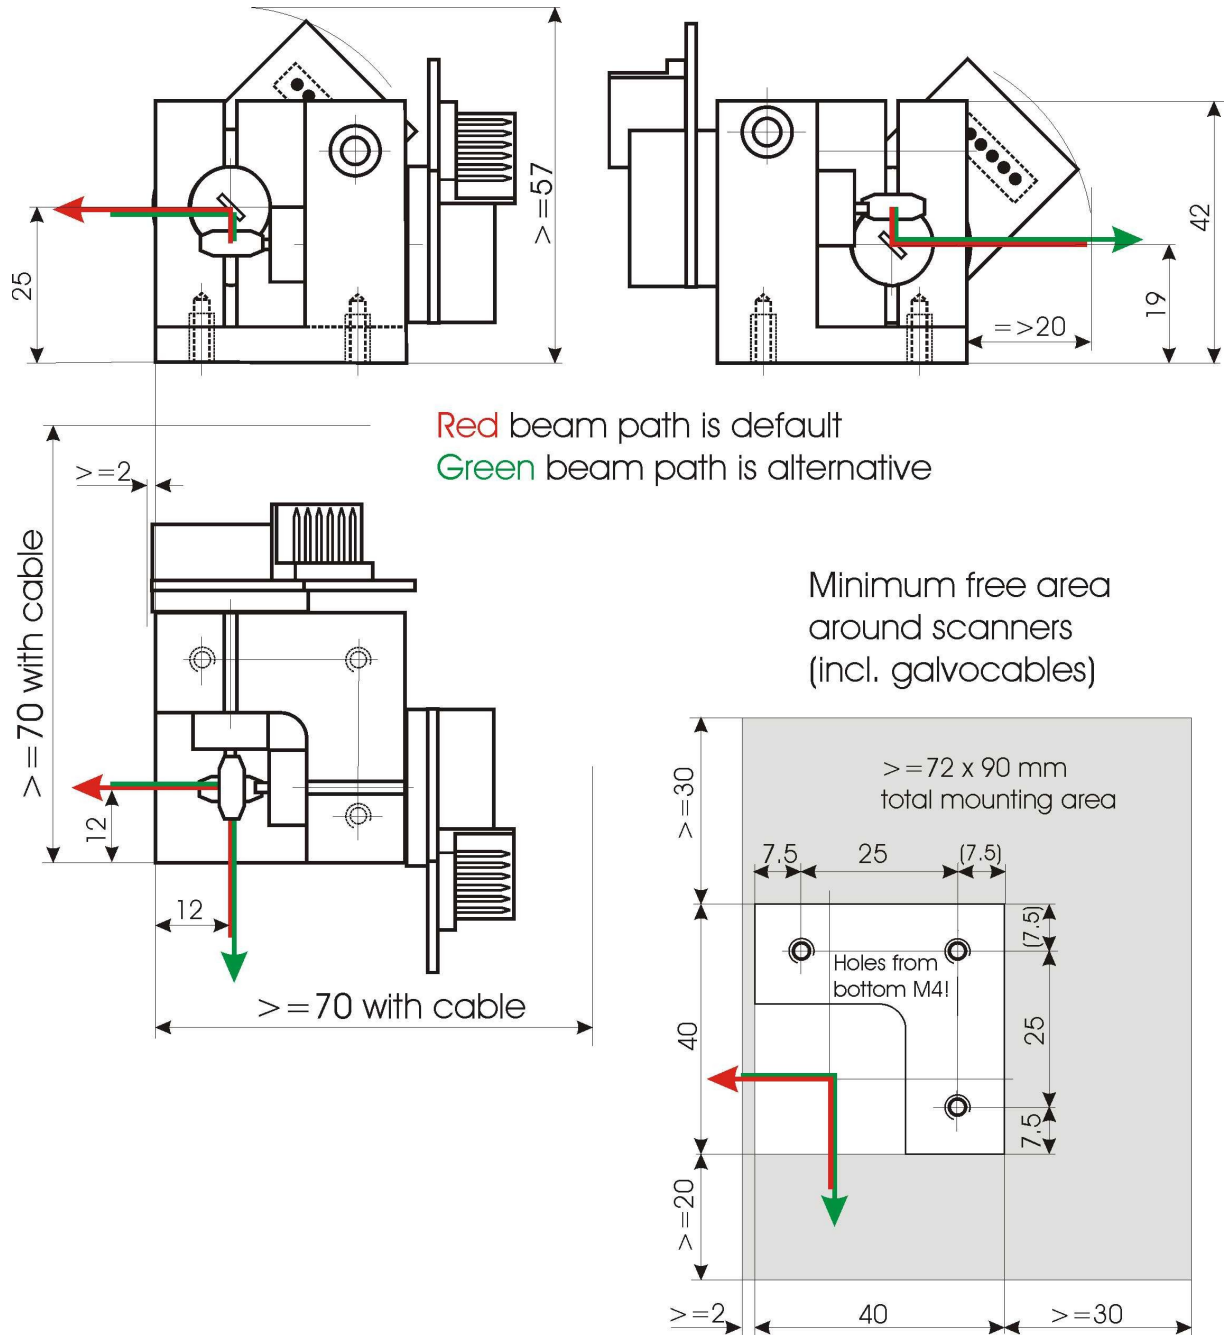 >=57
25
42
19
=>20
Red beam path is default
Green beam path is alternative
>=2
>=70 with cable
12
12
>=70 with cable
Minimum free area
around scanners
(incl. galvocables)
>=30
>=72 x 90 mm
total mounting area
7.5
25
(7.5)
(7.5)
Holes from
bottom M4!
40
25
7.5
>=20
>=2
40
>=30